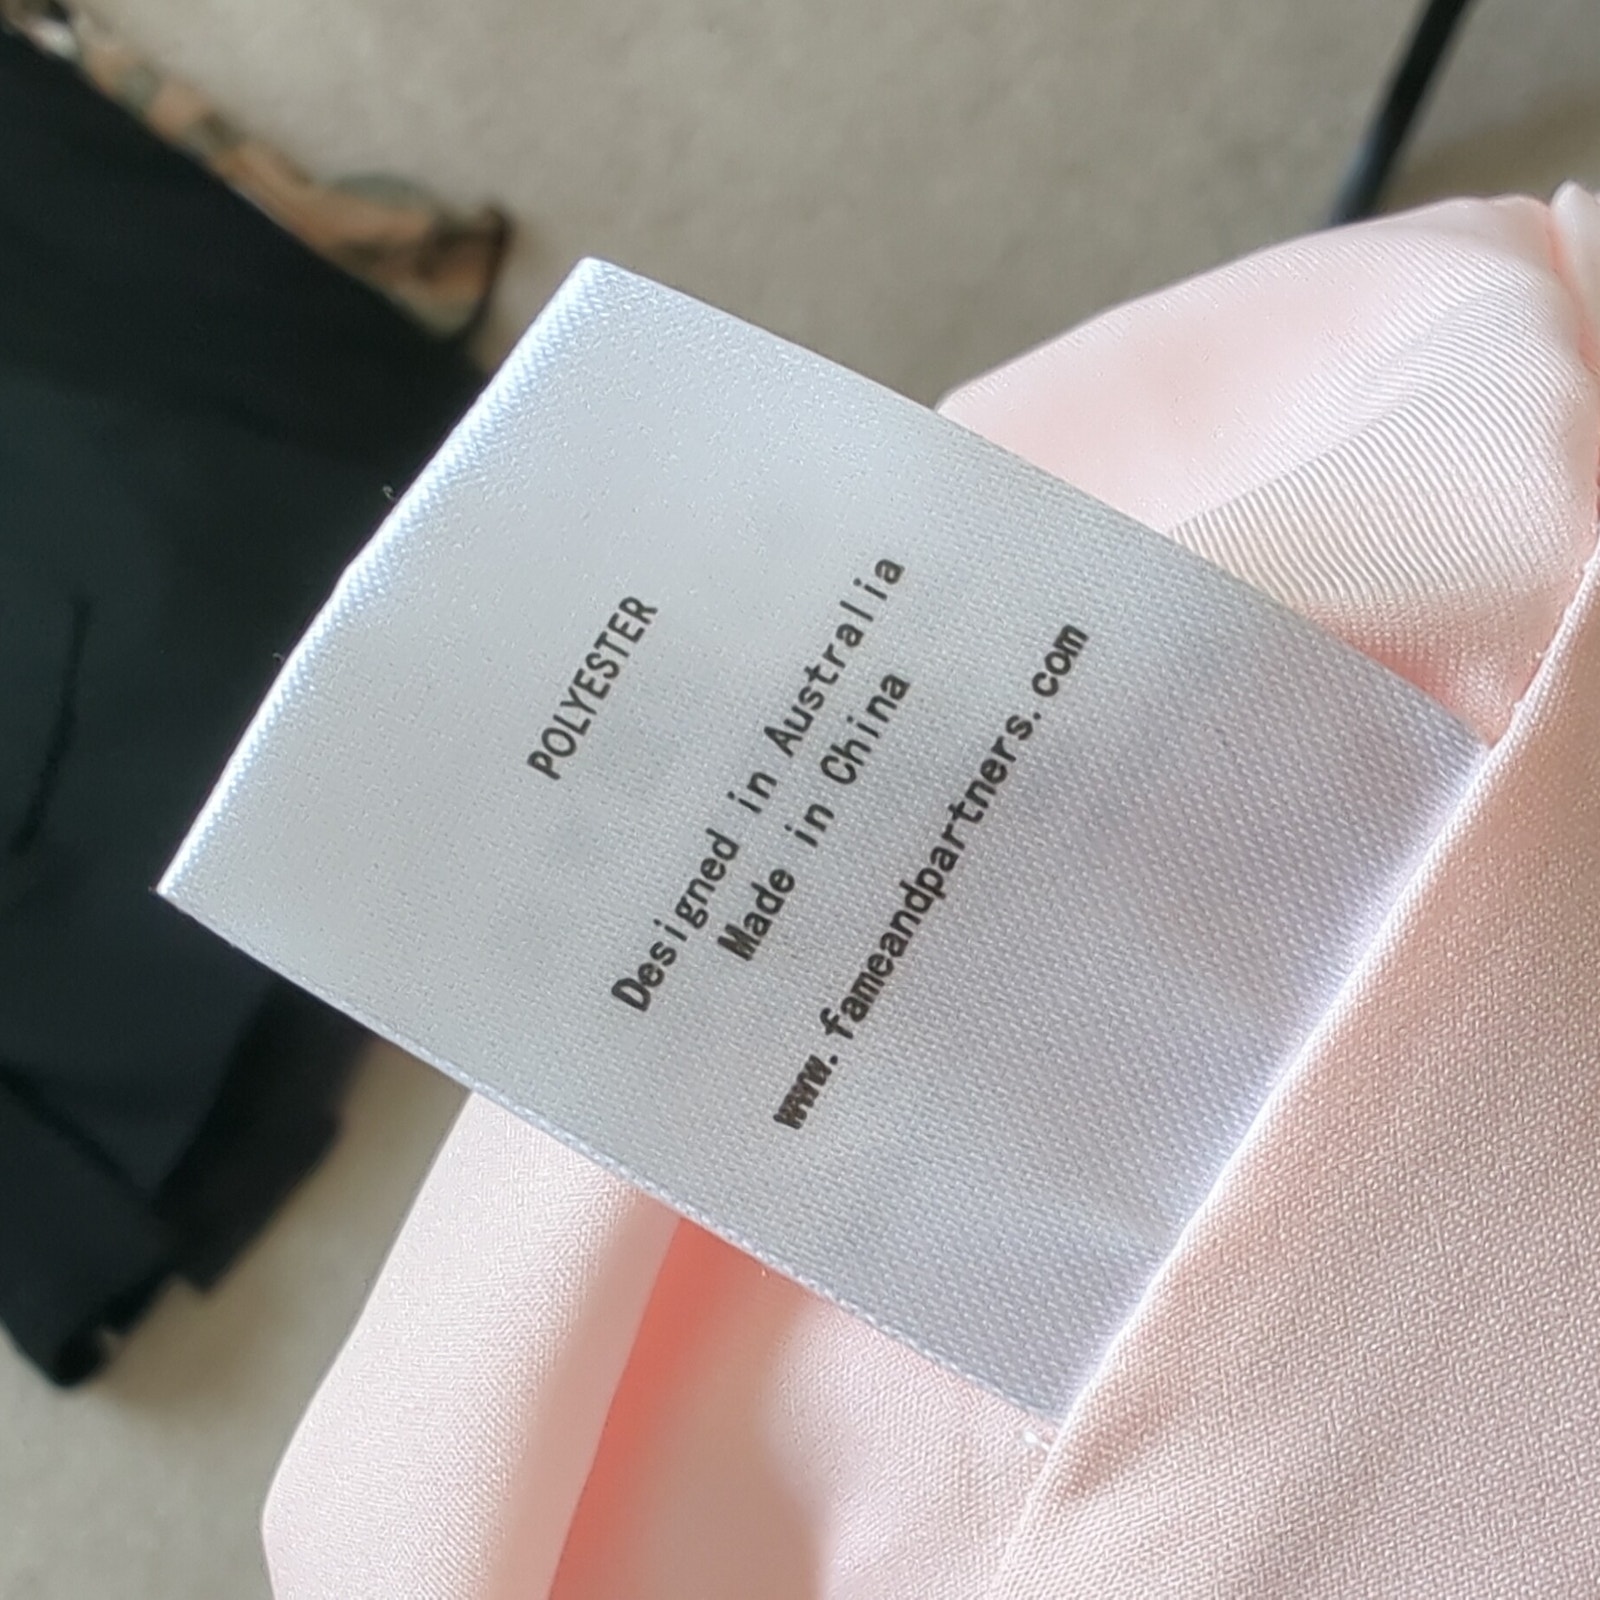 POLYESTER
Designed in Australia
Made in China
www.fameandpartners.com